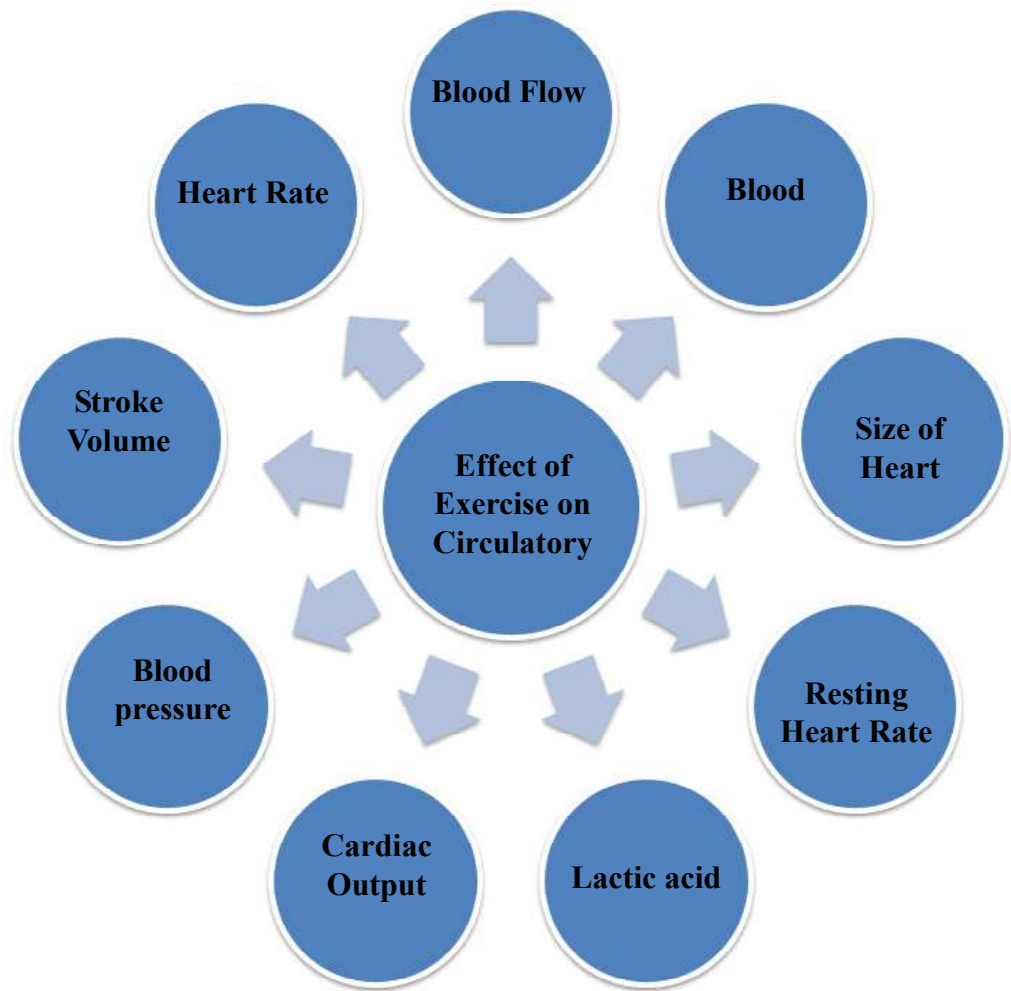 Blood Flow
Blood
Heart Rate
Stroke
Volume
Size of
Heart
Effect of
Exercise on
Circulatory
Blood
pressure
Resting
Heart Rate
Cardiac
Output
Lactic acid